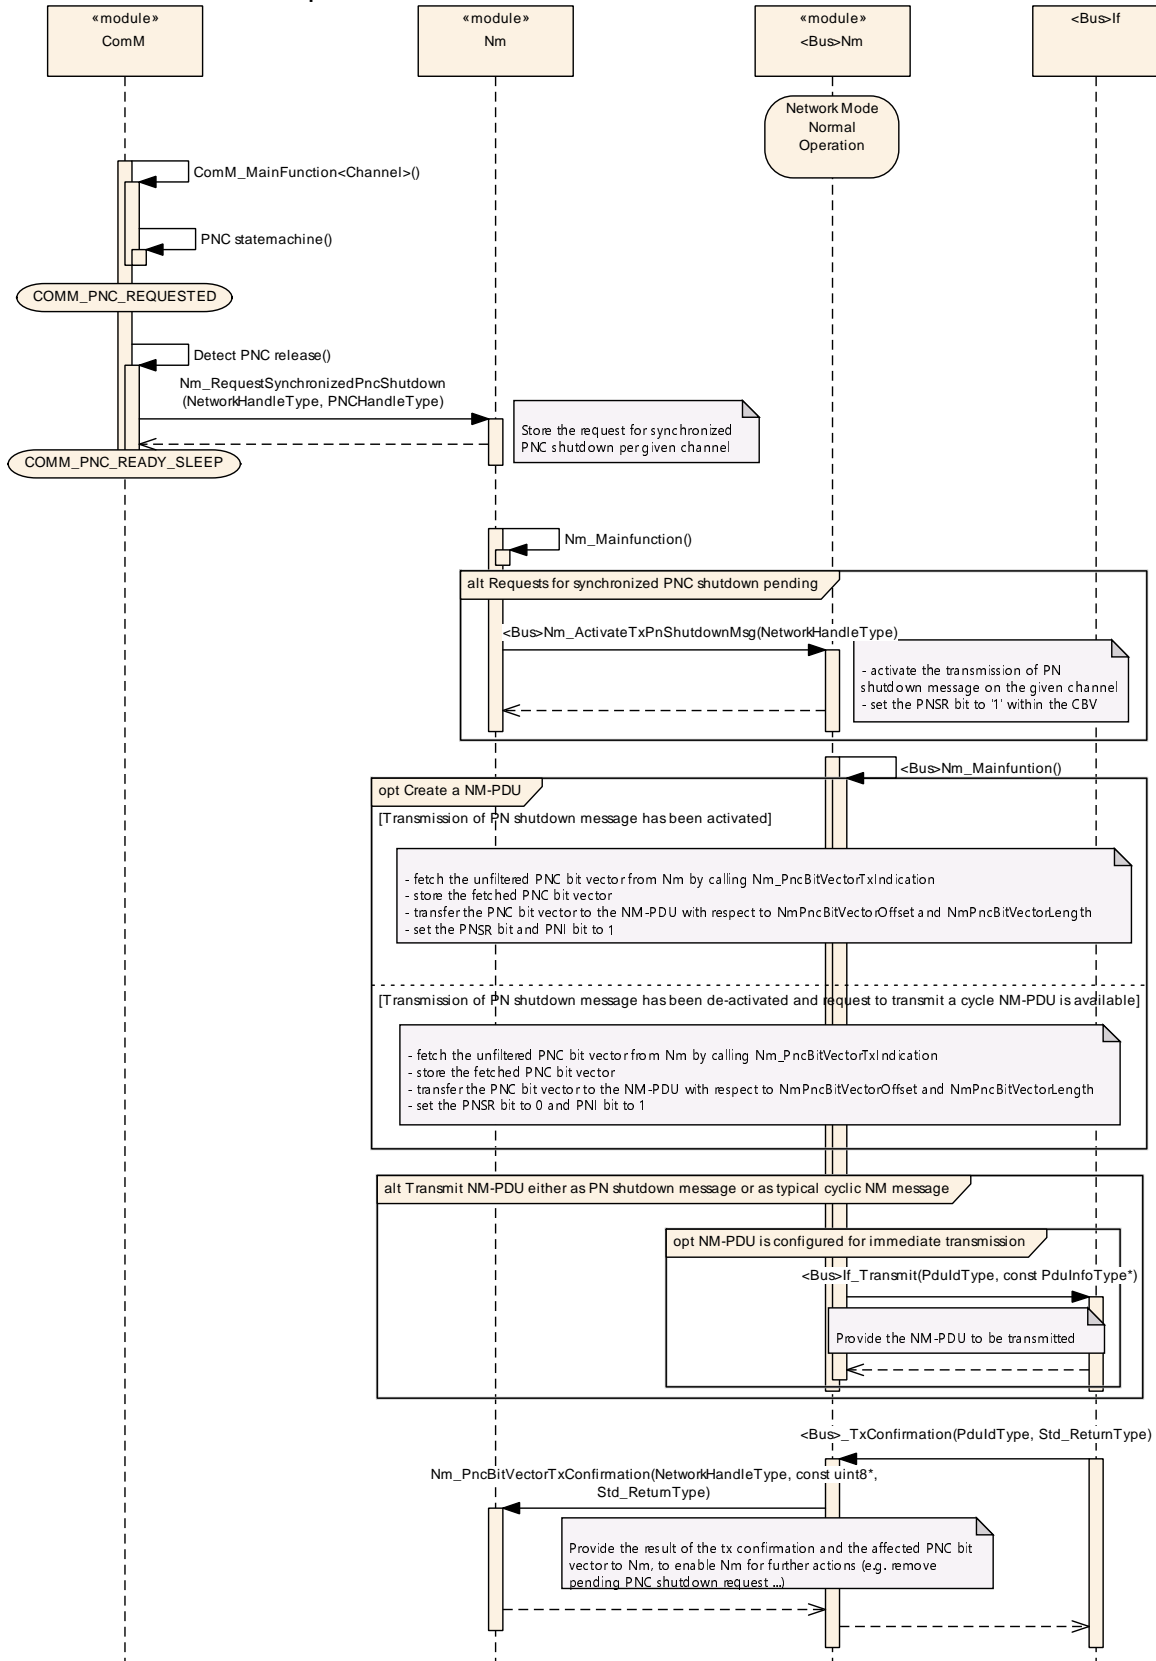 «module»
ComM
«module»
Nm
«module»
<Bus>Nm
<Bus>If
Network Mode
Normal
Operation
ComM_MainFunction<Channel>()
PNC statemachine()
COMM_PNC_REQUESTED
Detect PNC release()
Nm_RequestSynchronizedPncShutdown
(NetworkHandleType, PNCHandleType)
Store the request for synchronized
PNC shutdown per given channel
COMM_PNC_READY_SLEEP
Nm_Mainfunction()
alt Requests for synchronized PNC shutdown pending
<Bus>Nm_ActivateTxPnShutdownMsg(NetworkHandleType)
- activate the transmission of PN
shutdown message on the given channel
- set the PNSR bit to '1' within the CBV
<Bus>Nm_Mainfuntion()
opt Create a NM-PDU
[Transmission of PN shutdown message has been activated]
- fetch the unfiltered PNC bit vector from Nm by calling Nm_PncBitVectorTxIndication
- store the fetched PNC bit vector
- transfer the PNC bit vector to the NM-PDU with respect to NmPncBitVectorOffset and NmPncBitVectorLength
- set the PNSR bit and PNI bit to 1
[Transmission of PN shutdown message has been de-activated and request to transmit a cycle NM-PDU is available]
- fetch the unfiltered PNC bit vector from Nm by calling Nm_PncBitVectorTxIndication
- store the fetched PNC bit vector
- transfer the PNC bit vector to the NM-PDU with respect to NmPncBitVectorOffset and NmPncBitVectorLength
- set the PNSR bit to 0 and PNI bit to 1
alt Transmit NM-PDU either as PN shutdown message or as typical cyclic NM message
opt NM-PDU is configured for immediate transmission
<Bus>If_Transmit(PduIdType, const PduInfoType*)
Provide the NM-PDU to be transmitted
<Bus>_TxConfirmation(PduIdType, Std_ReturnType)
Nm_PncBitVectorTxConfirmation(NetworkHandleType, const uint8*,
Std_ReturnType)
Provide the result of the tx confirmation and the affected PNC bit
vector to Nm, to enable Nm for further actions (e.g. remove
pending PNC shutdown request ...)